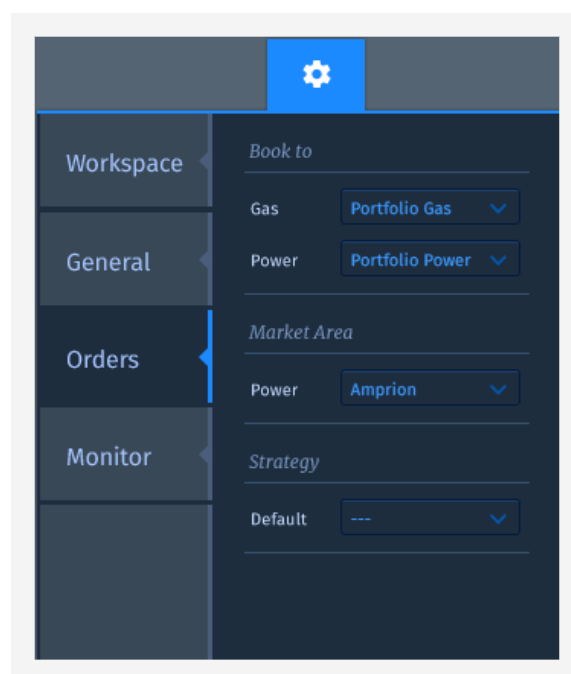 Workspace
General
Orders
Monitor
Book to
Gas Portfolio Gas
Power Portfolio Power
Market Area
Power Amprion
Strategy
Default ---